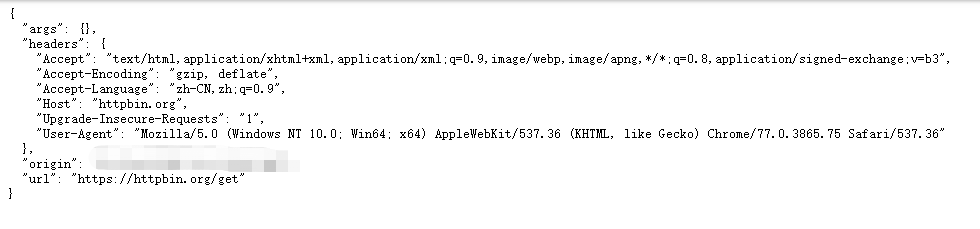 {
  "args": {},
  "headers": {
    "Accept": "text/html,application/xhtml+xml,application/xml;q=0.9,image/webp,image/apng,*/*;q=0.8,application/signed-exchange;v=b3",
    "Accept-Encoding": "gzip, deflate",
    "Accept-Language": "zh-CN,zh;q=0.9",
    "Host": "httpbin.org",
    "Upgrade-Insecure-Requests": "1",
    "User-Agent": "Mozilla/5.0 (Windows NT 10.0; Win64; x64) AppleWebKit/537.36 (KHTML, like Gecko) Chrome/77.0.3865.75 Safari/537.36"
  },
  "origin":
  "url": "https://httpbin.org/get"
}